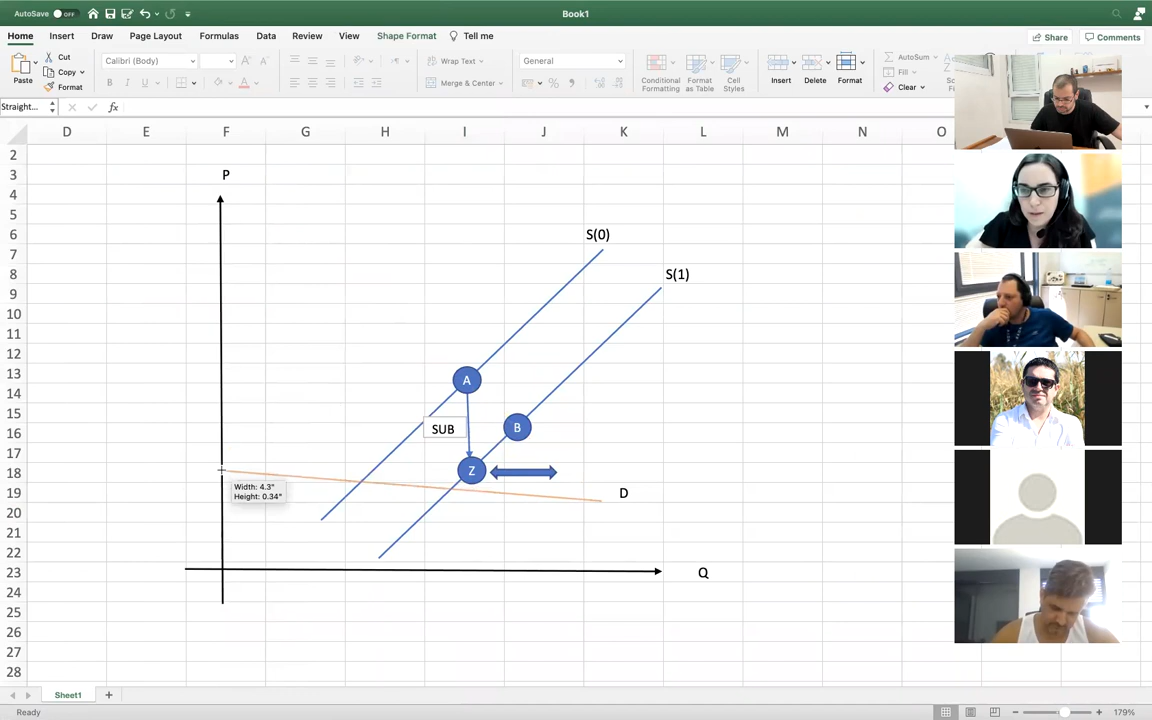 AutoSave OFF
Book1
Home Insert Draw Page Layout Formulas Data Review View Shape Format Tell me
Share Comments
Paste
Cut
Copy
Format
Calibri (Body)
Wrap Text
Merge & Center
General
Conditional Formatting
Format as Table
Cell Styles
Insert
Delete
Format
AutoSum
Fill
Clear
Straight...
fx
D E F G H I J K L M N O
2
3
4
5
6
7
8
9
10
11
12
13
14
15
16
17
18
19
20
21
22
23
24
25
26
27
28
P
S(0)
S(1)
A
SUB
B
Z
Width: 4.3"
Height: 0.34"
D
Q
Sheet1
Ready
179%